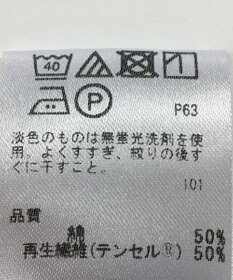 40
P P63
淡色のものは無蛍光洗剤を使
用、よくすすぎ、絞りの後す
ぐに干すこと。
101
品質
綿 50%
再生繊維(テンセル®) 50%